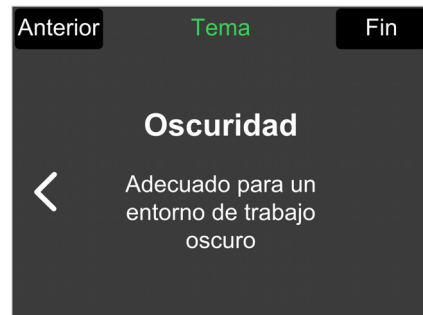 Anterior Tema Fin
Oscuridad
Adecuado para un
entorno de trabajo
oscuro